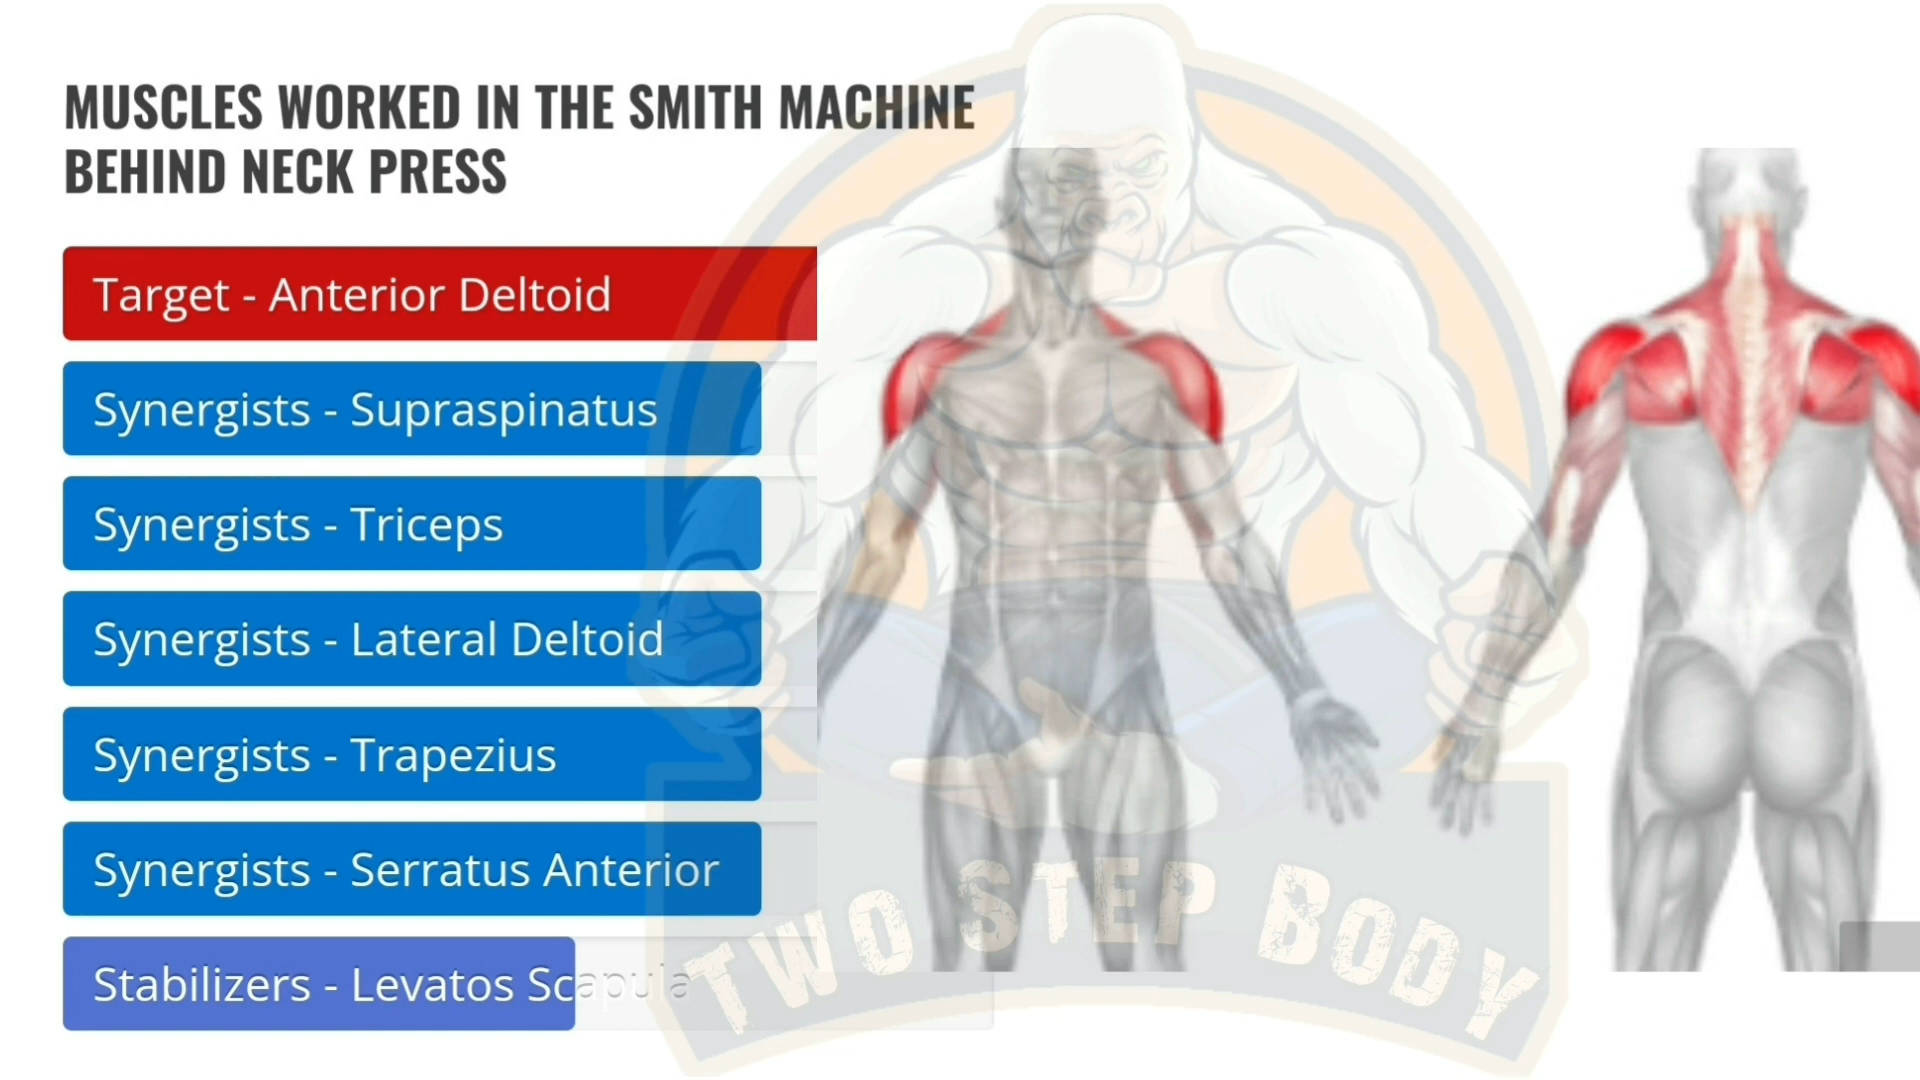 MUSCLES WORKED IN THE SMITH MACHINE
BEHIND NECK PRESS
Target - Anterior Deltoid
Synergists - Supraspinatus
Synergists - Triceps
Synergists - Lateral Deltoid
Synergists - Trapezius
Synergists - Serratus Anterior
Stabilizers - Levatos Scapula
TWO STEP BODY